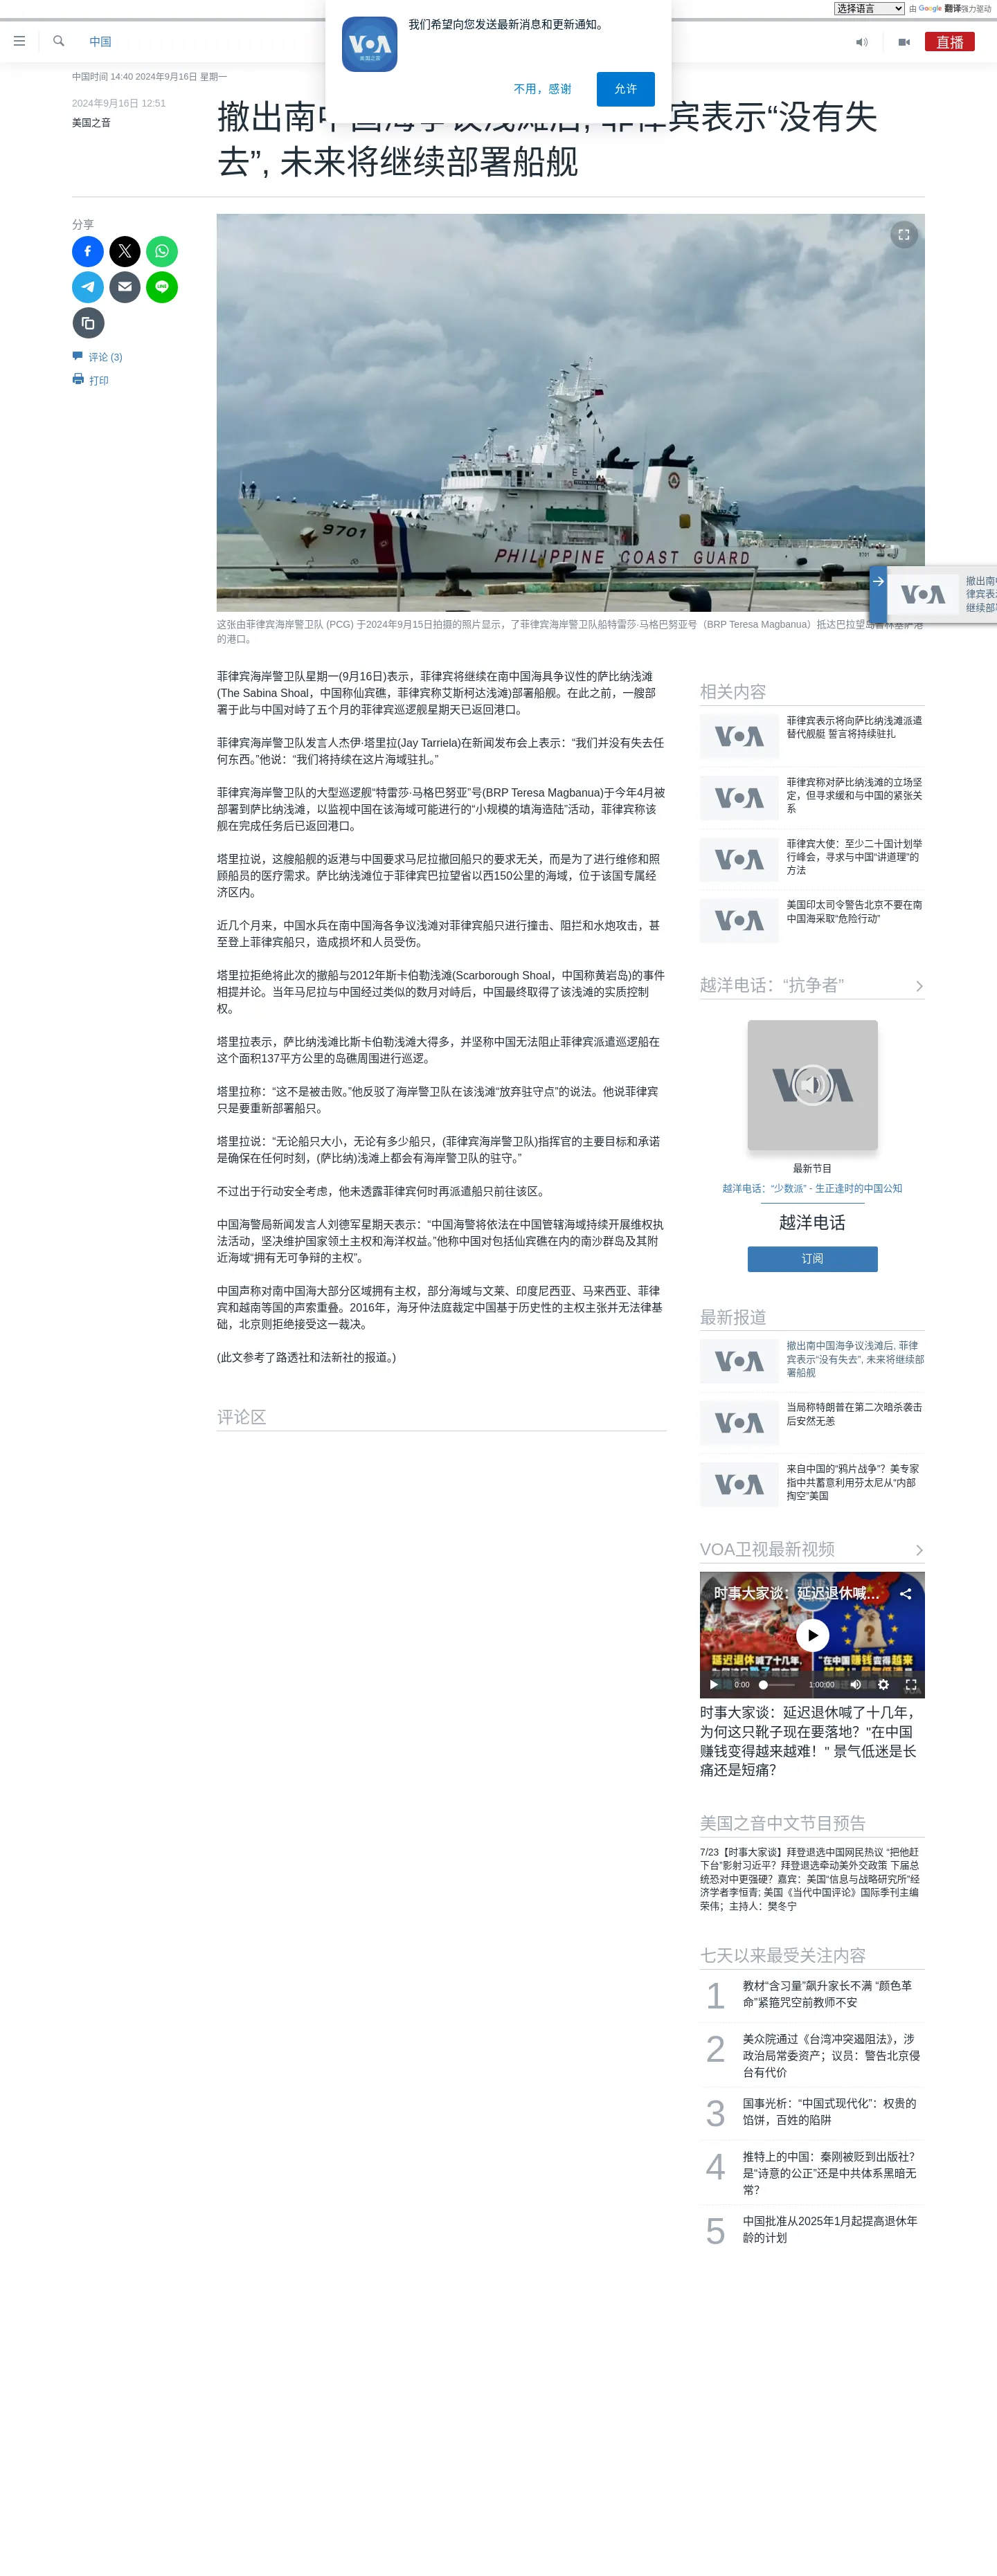 选择语言
由 Google 翻译强力驱动
我们希望向您发送最新消息和更新通知。
VOA
美国之音
不用，感谢
允许
中国
直播
中国时间 14:40 2024年9月16日 星期一
2024年9月16日 12:51
美国之音
撤出南中国海争议浅滩后, 菲律宾表示“没有失
去”, 未来将继续部署船舰
分享
评论 (3)
打印
9701
PHILIPPINE COAST GUARD
撤出南
律宾表
继续部
这张由菲律宾海岸警卫队 (PCG) 于2024年9月15日拍摄的照片显示，了菲律宾海岸警卫队船特雷莎·马格巴努亚号（BRP Teresa Magbanua）抵达巴拉望岛普林塞萨港
的港口。
菲律宾海岸警卫队星期一(9月16日)表示，菲律宾将继续在南中国海具争议性的萨比纳浅滩
(The Sabina Shoal，中国称仙宾礁，菲律宾称艾斯柯达浅滩)部署船舰。在此之前，一艘部
署于此与中国对峙了五个月的菲律宾巡逻舰星期天已返回港口。
菲律宾海岸警卫队发言人杰伊·塔里拉(Jay Tarriela)在新闻发布会上表示：“我们并没有失去任
何东西。”他说：“我们将持续在这片海域驻扎。”
菲律宾海岸警卫队的大型巡逻舰“特雷莎·马格巴努亚”号(BRP Teresa Magbanua)于今年4月被
部署到萨比纳浅滩，以监视中国在该海域可能进行的“小规模的填海造陆“活动，菲律宾称该
舰在完成任务后已返回港口。
塔里拉说，这艘船舰的返港与中国要求马尼拉撤回船只的要求无关，而是为了进行维修和照
顾船员的医疗需求。萨比纳浅滩位于菲律宾巴拉望省以西150公里的海域，位于该国专属经
济区内。
近几个月来，中国水兵在南中国海各争议浅滩对菲律宾船只进行撞击、阻拦和水炮攻击，甚
至登上菲律宾船只，造成损坏和人员受伤。
塔里拉拒绝将此次的撤船与2012年斯卡伯勒浅滩(Scarborough Shoal，中国称黄岩岛)的事件
相提并论。当年马尼拉与中国经过类似的数月对峙后，中国最终取得了该浅滩的实质控制
权。
塔里拉表示，萨比纳浅滩比斯卡伯勒浅滩大得多，并坚称中国无法阻止菲律宾派遣巡逻船在
这个面积137平方公里的岛礁周围进行巡逻。
塔里拉称：“这不是被击败。”他反驳了海岸警卫队在该浅滩“放弃驻守点”的说法。他说菲律宾
只是要重新部署船只。
塔里拉说：“无论船只大小，无论有多少船只，(菲律宾海岸警卫队)指挥官的主要目标和承诺
是确保在任何时刻，(萨比纳)浅滩上都会有海岸警卫队的驻守。"
不过出于行动安全考虑，他未透露菲律宾何时再派遣船只前往该区。
中国海警局新闻发言人刘德军星期天表示：“中国海警将依法在中国管辖海域持续开展维权执
法活动，坚决维护国家领土主权和海洋权益。”他称中国对包括仙宾礁在内的南沙群岛及其附
近海域“拥有无可争辩的主权”。
中国声称对南中国海大部分区域拥有主权，部分海域与文莱、印度尼西亚、马来西亚、菲律
宾和越南等国的声索重叠。2016年，海牙仲法庭裁定中国基于历史性的主权主张并无法律基
础，北京则拒绝接受这一裁决。
(此文参考了路透社和法新社的报道。)
评论区
相关内容
菲律宾表示将向萨比纳浅滩派遣
替代舰艇 誓言将持续驻扎
菲律宾称对萨比纳浅滩的立场坚
定，但寻求缓和与中国的紧张关
系
菲律宾大使：至少二十国计划举
行峰会，寻求与中国“讲道理”的
方法
美国印太司令警告北京不要在南
中国海采取“危险行动”
越洋电话：“抗争者”
最新节目
越洋电话：“少数派” - 生正逢时的中国公知
越洋电话
订阅
最新报道
撤出南中国海争议浅滩后, 菲律
宾表示“没有失去”, 未来将继续部
署船舰
当局称特朗普在第二次暗杀袭击
后安然无恙
来自中国的“鸦片战争”？美专家
指中共蓄意利用芬太尼从“内部
掏空”美国
VOA卫视最新视频
时事大家谈：延迟退休喊…
延迟退休喊了十几年,
“在中国赚钱变得越来
0:00
1:00:00
时事大家谈：延迟退休喊了十几年，
为何这只靴子现在要落地？"在中国
赚钱变得越来越难！" 景气低迷是长
痛还是短痛？
美国之音中文节目预告
7/23【时事大家谈】拜登退选中国网民热议 “把他赶
下台”影射习近平？拜登退选牵动美外交政策 下届总
统恐对中更强硬？嘉宾：美国“信息与战略研究所”经
济学者李恒青; 美国《当代中国评论》国际季刊主编
荣伟；主持人：樊冬宁
七天以来最受关注内容
1
教材“含习量”飙升家长不满 “颜色革
命”紧箍咒空前教师不安
2
美众院通过《台湾冲突遏阻法》，涉
政治局常委资产；议员：警告北京侵
台有代价
3
国事光析：“中国式现代化”：权贵的
馅饼，百姓的陷阱
4
推特上的中国：秦刚被贬到出版社？
是“诗意的公正”还是中共体系黑暗无
常？
5
中国批准从2025年1月起提高退休年
龄的计划